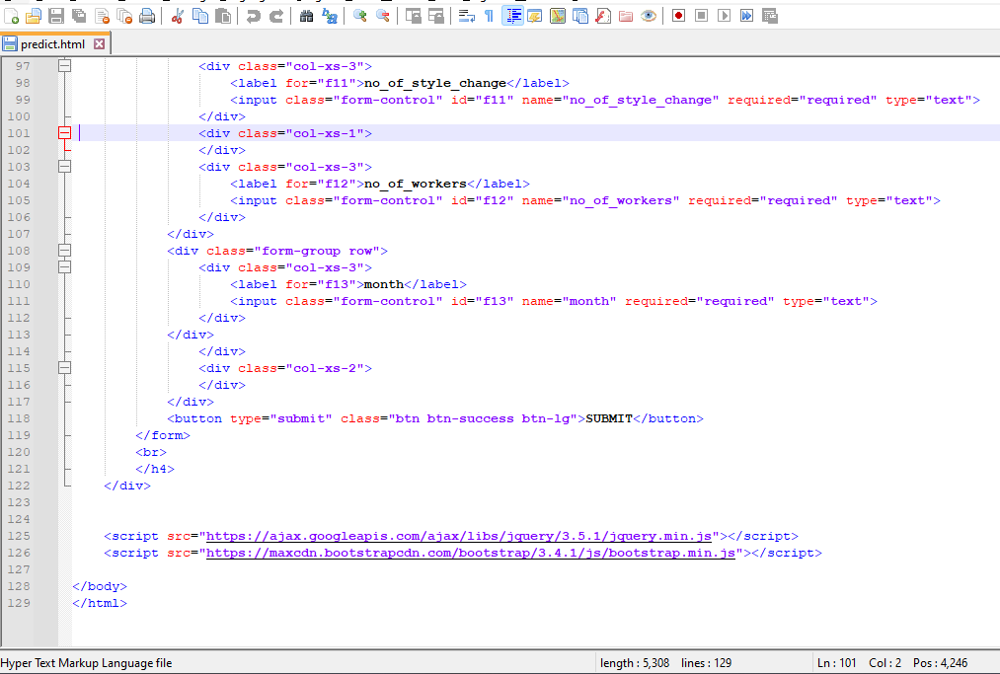 predict.html
97 <div class="col-xs-3">
98 <label for="f11">no_of_style_change</label>
99 <input class="form-control" id="f11" name="no_of_style_change" required="required" type="text">
100 </div>
101 <div class="col-xs-1">
102 </div>
103 <div class="col-xs-3">
104 <label for="f12">no_of_workers</label>
105 <input class="form-control" id="f12" name="no_of_workers" required="required" type="text">
106 </div>
107 </div>
108 <div class="form-group row">
109 <div class="col-xs-3">
110 <label for="f13">month</label>
111 <input class="form-control" id="f13" name="month" required="required" type="text">
112 </div>
113 </div>
114 </div>
115 <div class="col-xs-2">
116 </div>
117 </div>
118 <button type="submit" class="btn btn-success btn-lg">SUBMIT</button>
119 </form>
120 <br>
121 </h4>
122 </div>
123
124
125 <script src="https://ajax.googleapis.com/ajax/libs/jquery/3.5.1/jquery.min.js"></script>
126 <script src="https://maxcdn.bootstrapcdn.com/bootstrap/3.4.1/js/bootstrap.min.js"></script>
127
128 </body>
129 </html>
Hyper Text Markup Language file length : 5,308 lines : 129 Ln : 101 Col : 2 Pos : 4,246